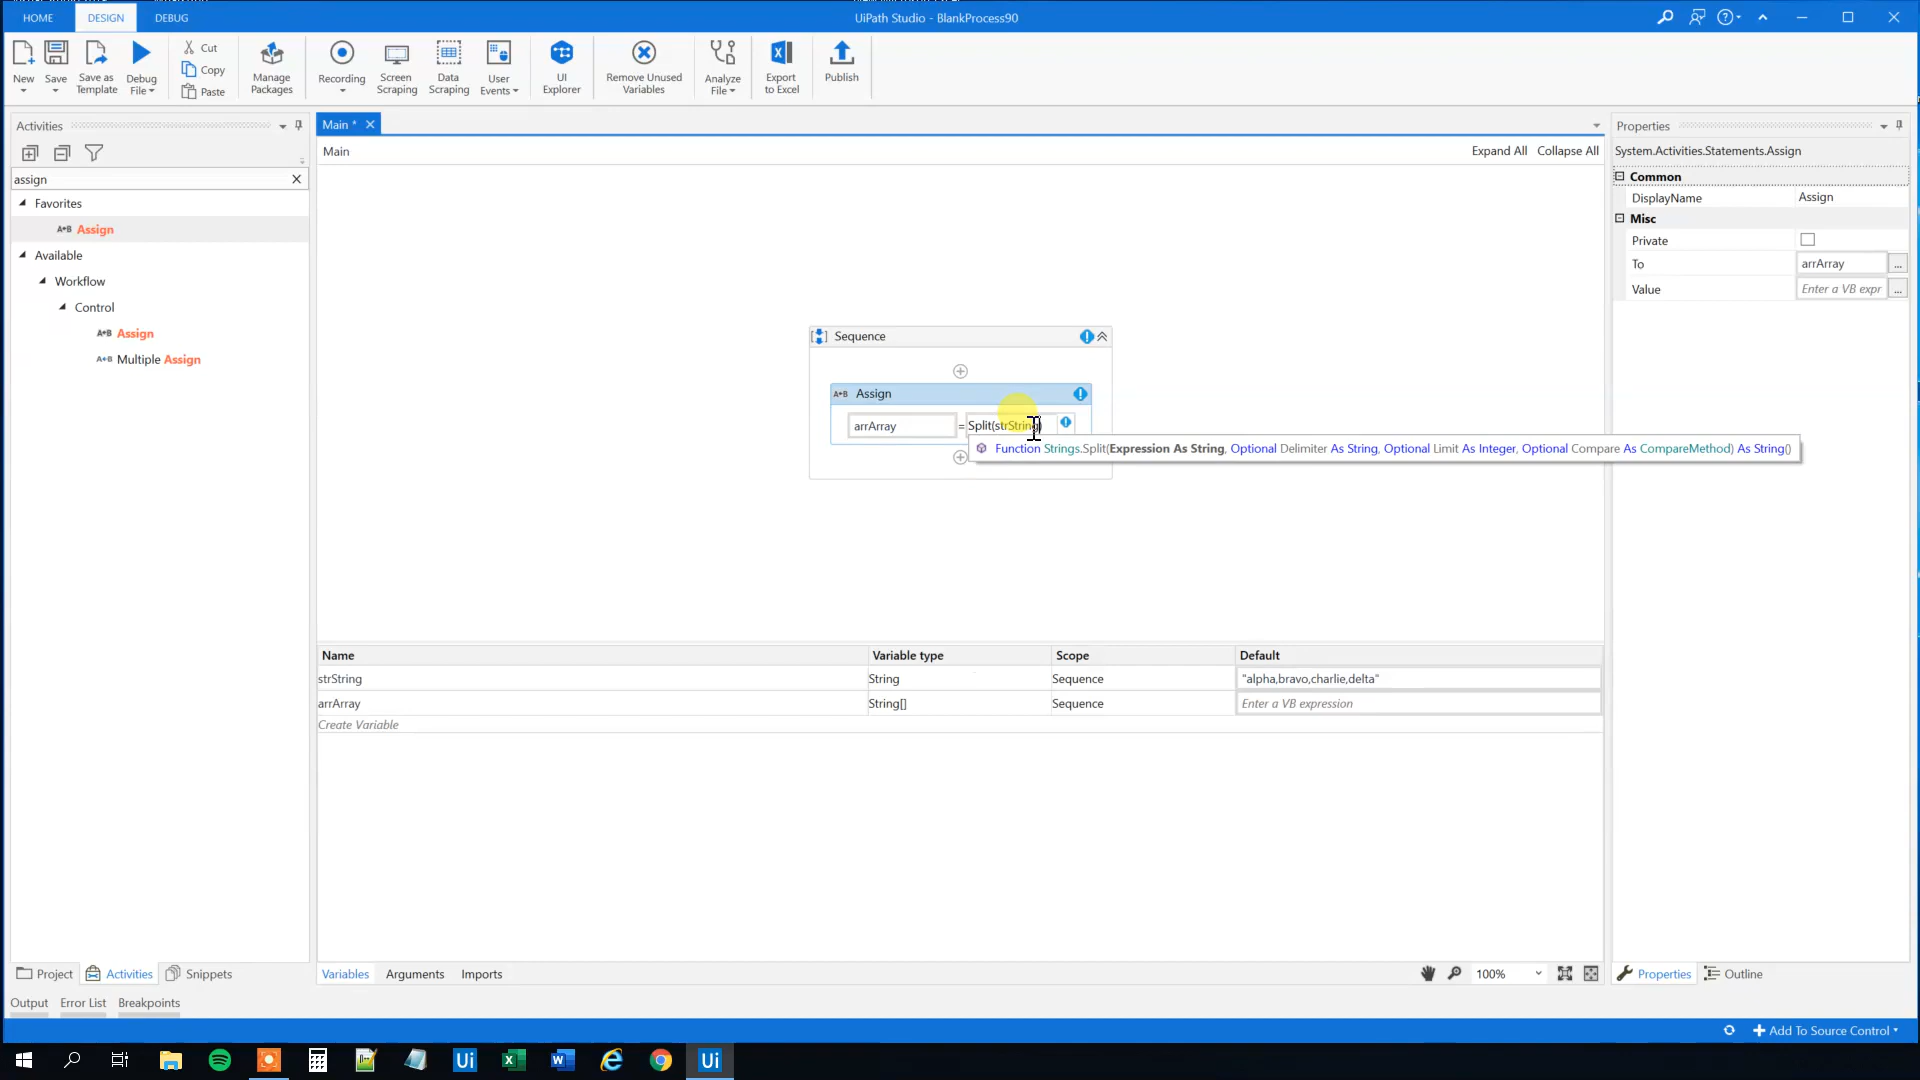 HOME
DESIGN
DEBUG
UiPath Studio - BlankProcess90
New
Save
Save as Template
Debug File
Cut
Copy
Paste
Manage Packages
Recording
Screen Scraping
Data Scraping
User Events
UI Explorer
Remove Unused Variables
Analyze File
Export to Excel
Publish
Activities
assign
Favorites
A+B Assign
Available
Workflow
Control
A+B Assign
A+B Multiple Assign
Main *
Main
Expand All Collapse All
Sequence
A+B Assign
arrArray = Split(strString)
Function Strings.Split(Expression As String, Optional Delimiter As String, Optional Limit As Integer, Optional Compare As CompareMethod) As String()
Name Variable type Scope Default
strString String Sequence "alpha,bravo,charlie,delta"
arrArray String[] Sequence Enter a VB expression
Create Variable
Variables Arguments Imports
100%
Properties
System.Activities.Statements.Assign
Common
DisplayName Assign
Misc
Private
To arrArray ...
Value Enter a VB expr ...
Project Activities Snippets
Properties Outline
Output Error List Breakpoints
Add To Source Control
Ui
Ui